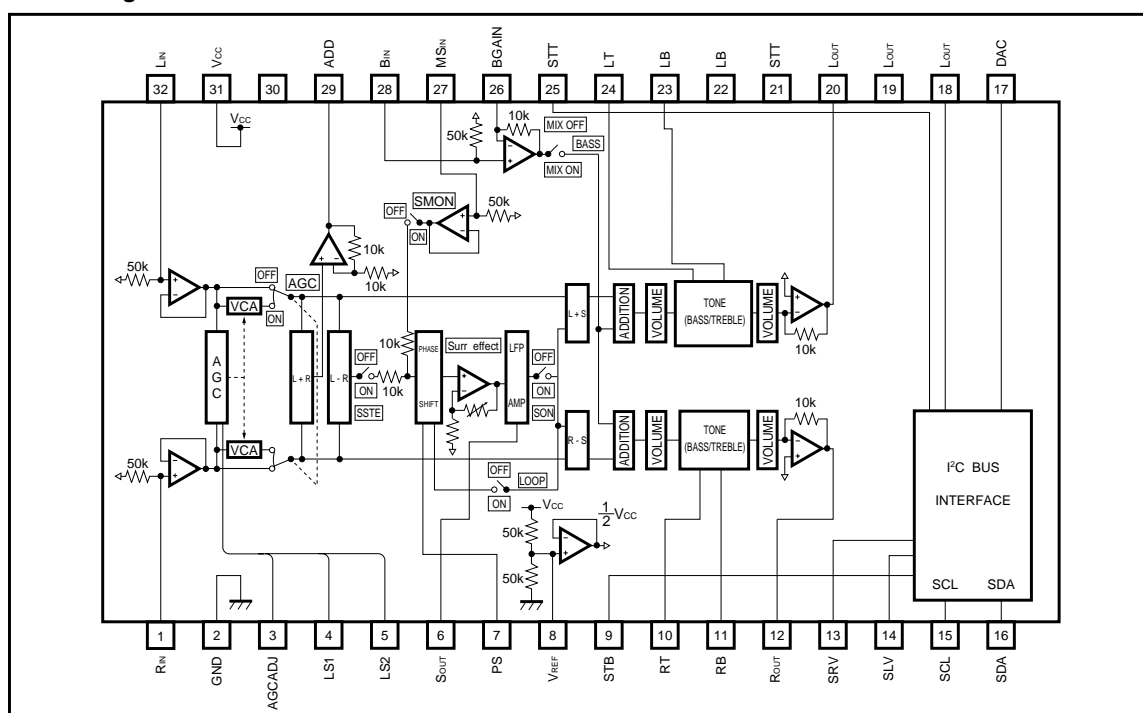 LIN
VCC
ADD
BIN
MSIN
BGAIN
STT
LT
LB
LB
STT
LOUT
LOUT
LOUT
DAC
32
31
30
29
28
27
26
25
24
23
22
21
20
19
18
17
VCC
50k
10k
MIX OFF
BASS
MIX ON
OFF
SMON
50k
ON
10k
10k
50k
OFF
AGC
VCA
ON
AGC
L+R
L-R
10k
OFF
10k
ON
SSTE
PHASE
SHIFT
Surr effect
LFP
AMP
OFF
ON
SON
L+S
ADDITION
VOLUME
TONE
(BASS/TREBLE)
VOLUME
10k
50k
VCA
OFF
LOOP
ON
R-S
ADDITION
VOLUME
TONE
(BASS/TREBLE)
VOLUME
10k
VCC
50k
50k
1/2 VCC
I²C BUS
INTERFACE
SCL SDA
1
2
3
4
5
6
7
8
9
10
11
12
13
14
15
16
RIN
GND
AGCADJ
LS1
LS2
SOUT
PS
VREF
STB
RT
RB
ROUT
SRV
SLV
SCL
SDA